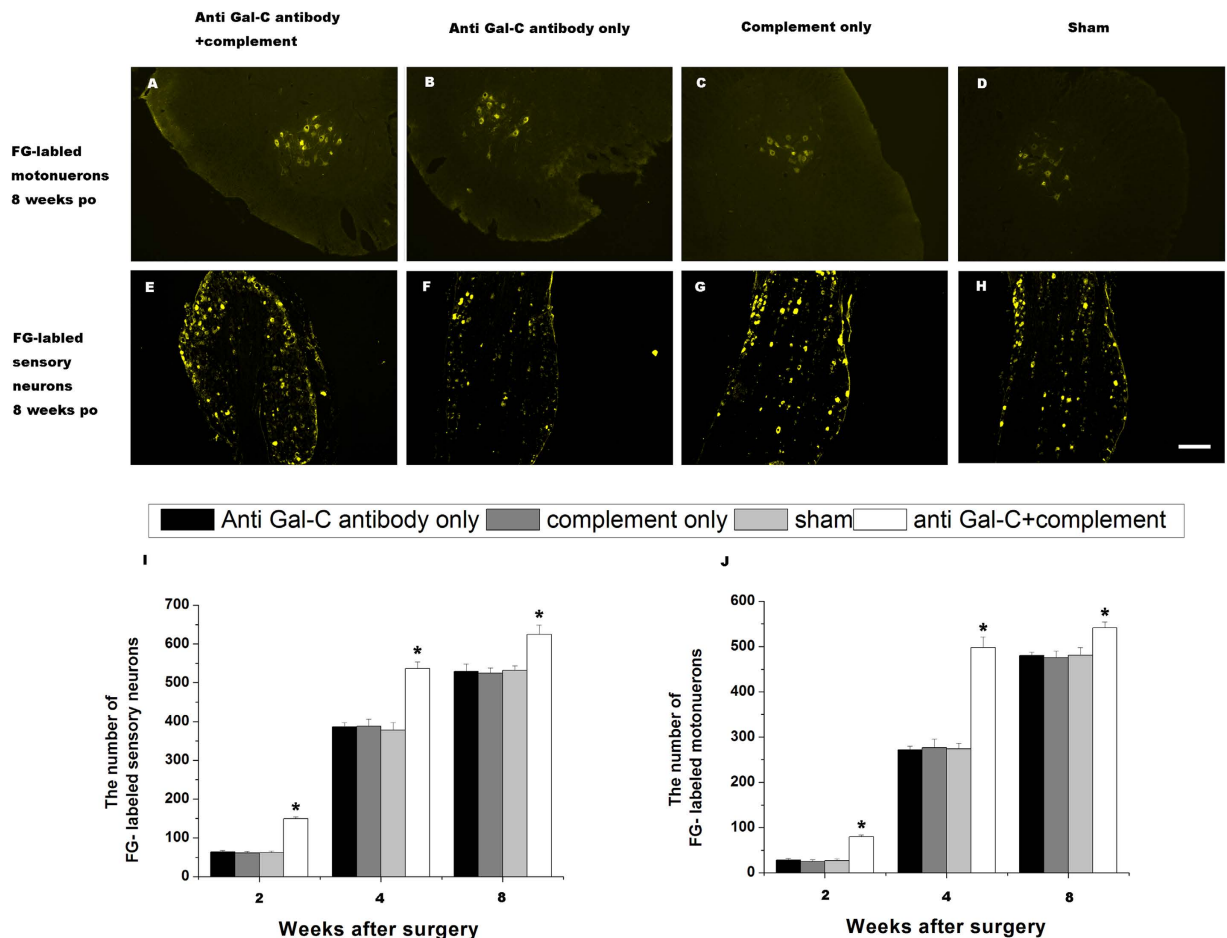 Anti Gal-C antibody
+complement
Anti Gal-C antibody only
Complement only
Sham
FG-labled
motonuerons
8 weeks po
A
B
C
D
FG-labled
sensory
neurons
8 weeks po
E
F
G
H
Anti Gal-C antibody only complement only sham anti Gal-C+complement
I
The number of
FG- labeled sensory neurons
700
600
500
400
300
200
100
0
*
*
*
2 4 8
Weeks after surgery
J
The number of
FG- labeled motonuerons
600
500
400
300
200
100
0
*
*
*
2 4 8
Weeks after surgery